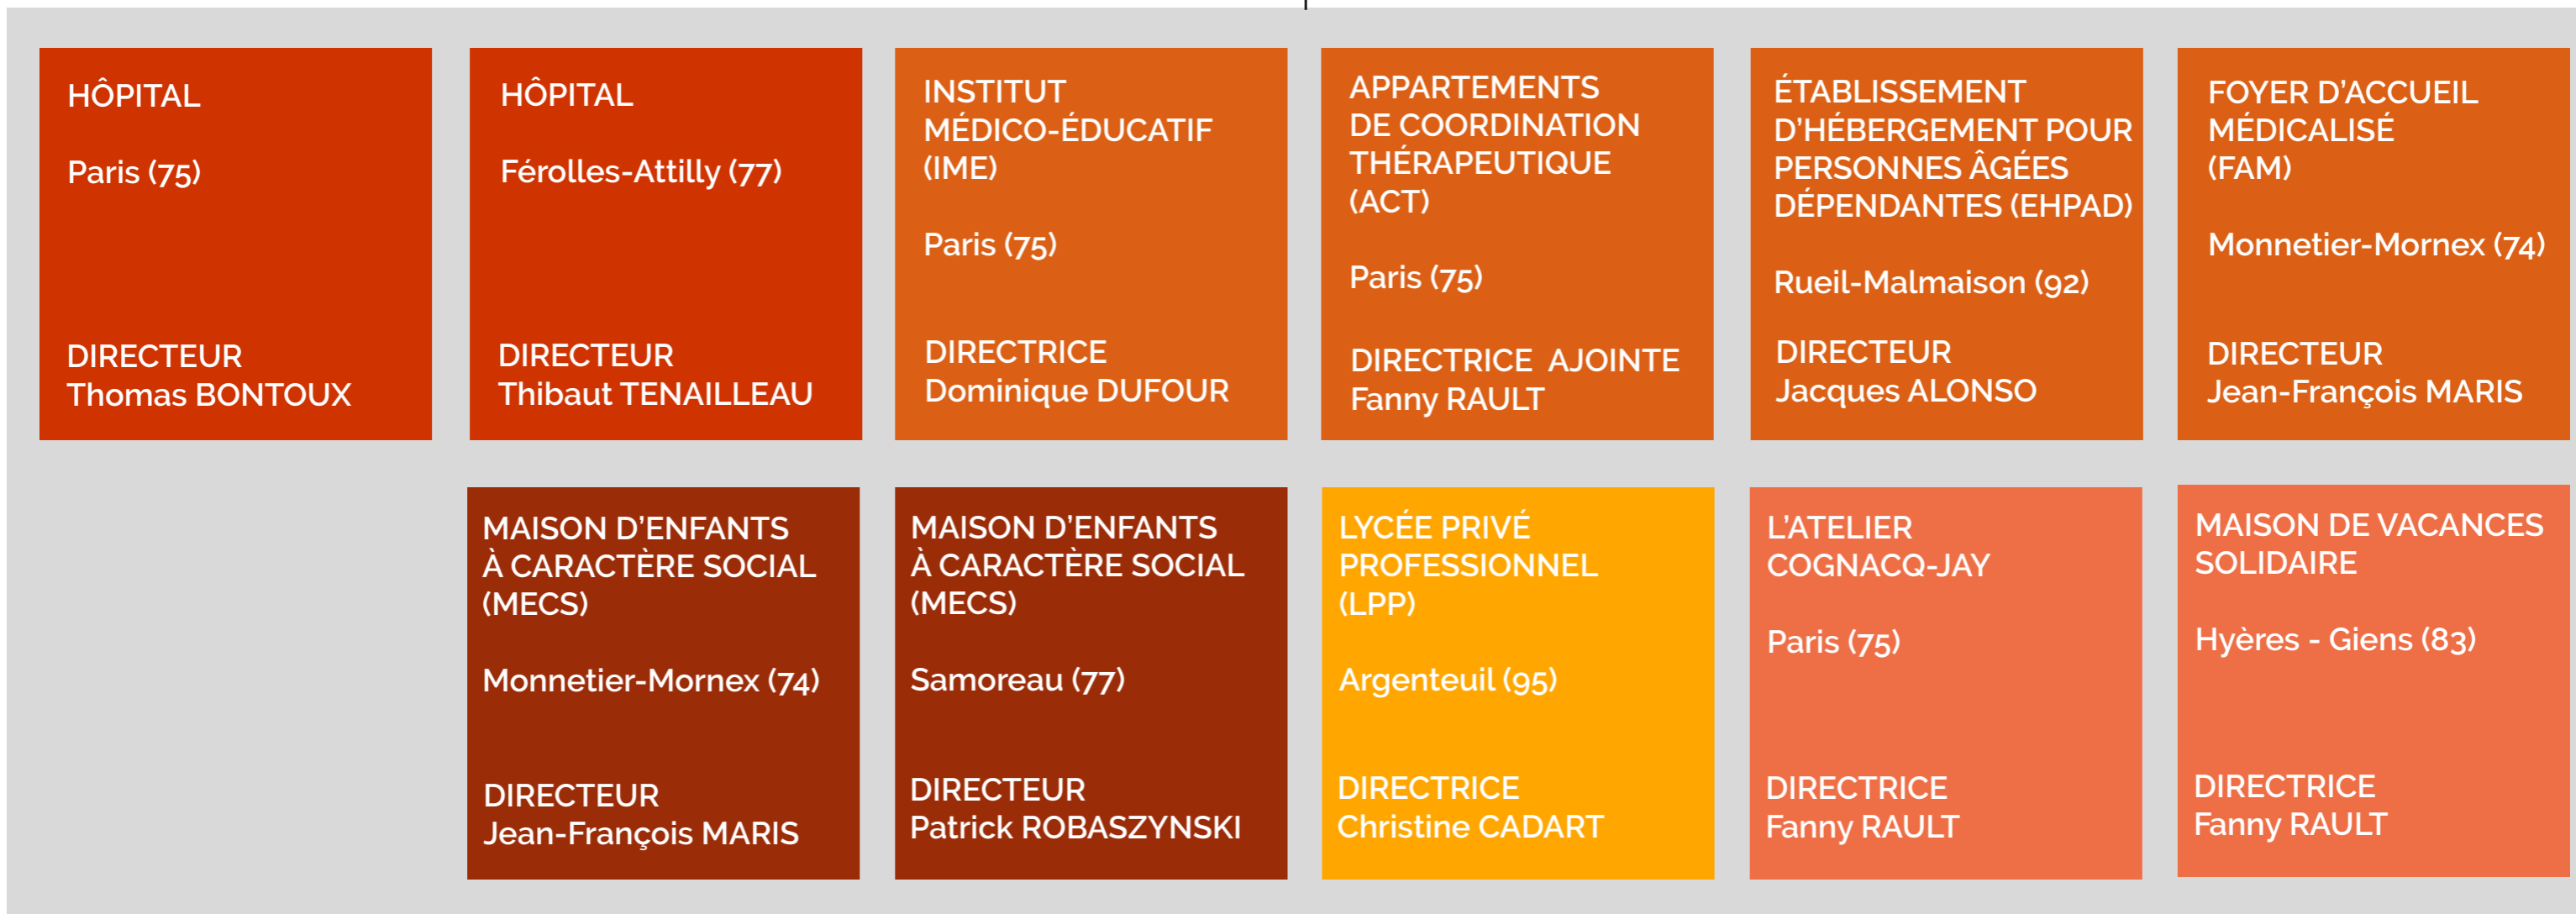 HÔPITAL
Paris (75)
DIRECTEUR
Thomas BONTOUX
HÔPITAL
Férolles-Attilly (77)
DIRECTEUR
Thibaut TENAILLEAU
INSTITUT
MÉDICO-ÉDUCATIF
(IME)
Paris (75)
DIRECTRICE
Dominique DUFOUR
APPARTEMENTS
DE COORDINATION
THÉRAPEUTIQUE
(ACT)
Paris (75)
DIRECTRICE AJOINTE
Fanny RAULT
ÉTABLISSEMENT
D'HÉBERGEMENT POUR
PERSONNES ÂGÉES
DÉPENDANTES (EHPAD)
Rueil-Malmaison (92)
DIRECTEUR
Jacques ALONSO
FOYER D'ACCUEIL
MÉDICALISÉ
(FAM)
Monnetier-Mornex (74)
DIRECTEUR
Jean-François MARIS
MAISON D'ENFANTS
À CARACTÈRE SOCIAL
(MECS)
Monnetier-Mornex (74)
DIRECTEUR
Jean-François MARIS
MAISON D'ENFANTS
À CARACTÈRE SOCIAL
(MECS)
Samoreau (77)
DIRECTEUR
Patrick ROBASZYNSKI
LYCÉE PRIVÉ
PROFESSIONNEL
(LPP)
Argenteuil (95)
DIRECTRICE
Christine CADART
L'ATELIER
COGNACQ-JAY
Paris (75)
DIRECTRICE
Fanny RAULT
MAISON DE VACANCES
SOLIDAIRE
Hyères - Giens (83)
DIRECTRICE
Fanny RAULT